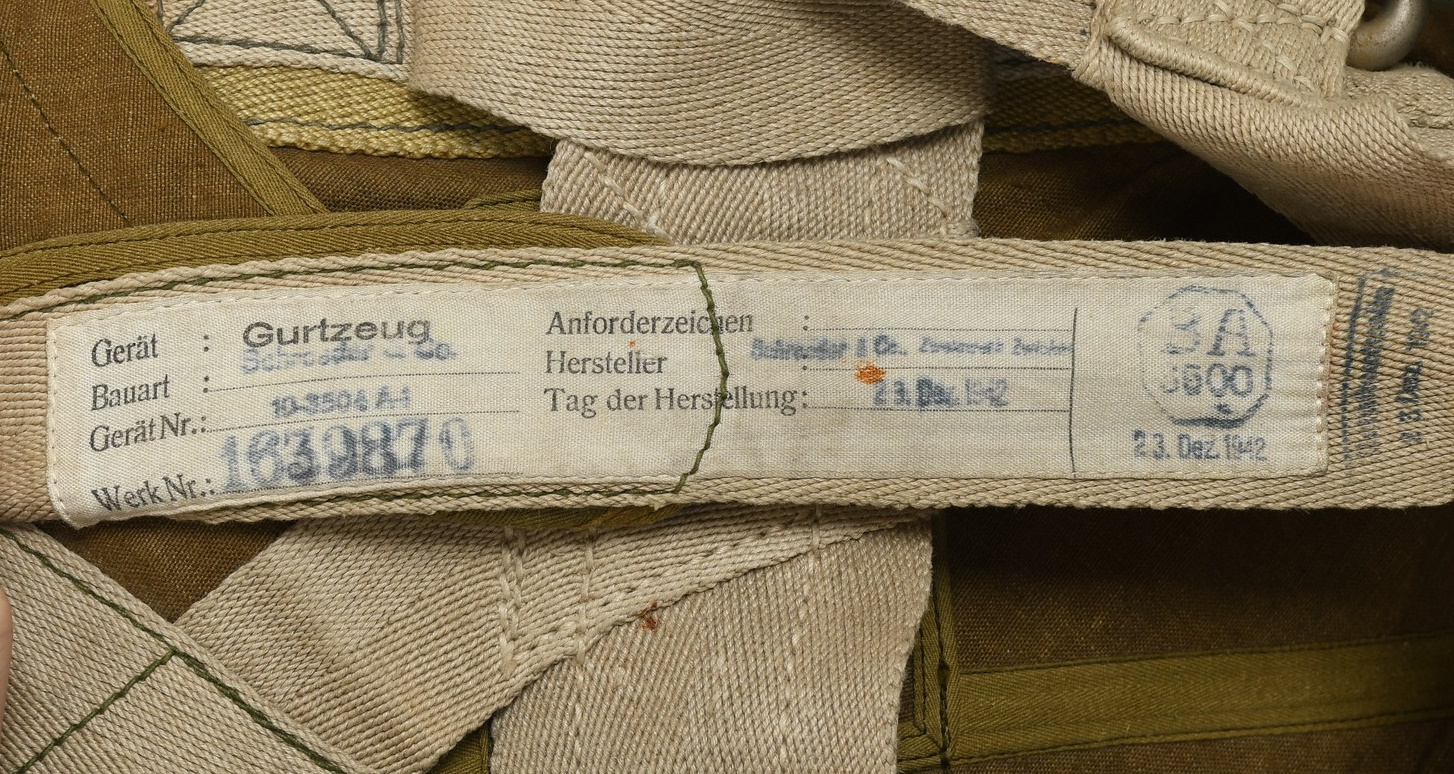 Gerät : Gurtzeug
Schroeder & Co.
Bauart :
10-3504 A-1
Gerät Nr.:
Werk Nr.: 1639870
Anforderzeichen :
Hersteller : Schroeder & Co.,
Tag der Herstellung: 23. Dez. 1942
BA
23. Dez. 1942